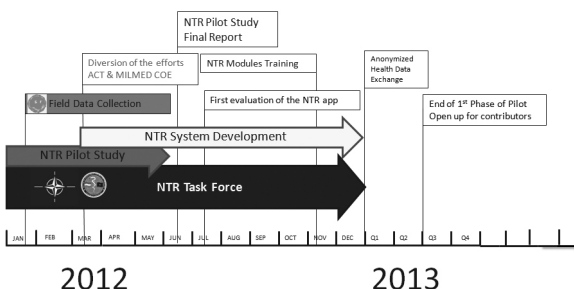 NTR Pilot Study
Final Report
Diversion of the efforts
ACT & MILMED COE
NTR Modules Training
Anonymized
Health Data
Exchange
Field Data Collection
First evaluation of the NTR app
End of 1st Phase of Pilot
Open up for contributors
NTR System Development
NTR Pilot Study
NTR Task Force
JAN FEB MAR APR MAY JUN JUL AUG SEP OCT NOV DEC Q1 Q2 Q3 Q4
2012 2013